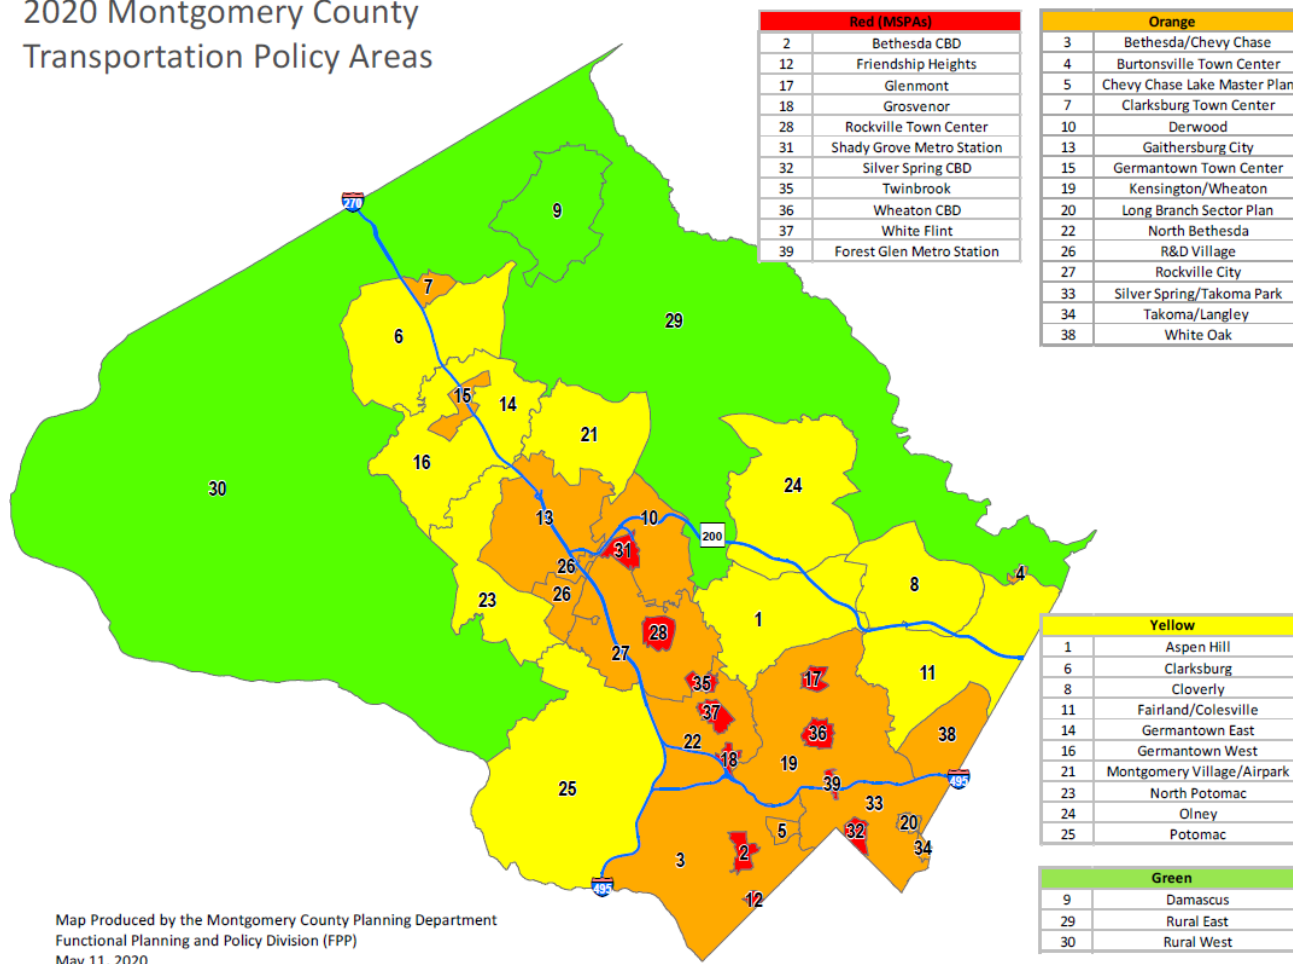 2020 Montgomery County
Transportation Policy Areas
Red (MSPAs)
2 Bethesda CBD
12 Friendship Heights
17 Glenmont
18 Grosvenor
28 Rockville Town Center
31 Shady Grove Metro Station
32 Silver Spring CBD
35 Twinbrook
36 Wheaton CBD
37 White Flint
39 Forest Glen Metro Station
Orange
3 Bethesda/Chevy Chase
4 Burtonsville Town Center
5 Chevy Chase Lake Master Plan
7 Clarksburg Town Center
10 Derwood
13 Gaithersburg City
15 Germantown Town Center
19 Kensington/Wheaton
20 Long Branch Sector Plan
22 North Bethesda
26 R&D Village
27 Rockville City
33 Silver Spring/Takoma Park
34 Takoma/Langley
38 White Oak
270
9
7
29
6
15
14
21
16
24
30
13
10
200
31
26
4
26
8
23
1
28
27
11
35
17
37
36
38
22
18
19
39
495
25
33
20
5
32
34
3
2
495
12
Yellow
1 Aspen Hill
6 Clarksburg
8 Cloverly
11 Fairland/Colesville
14 Germantown East
16 Germantown West
21 Montgomery Village/Airpark
23 North Potomac
24 Olney
25 Potomac
Green
9 Damascus
29 Rural East
30 Rural West
Map Produced by the Montgomery County Planning Department
Functional Planning and Policy Division (FPP)
May 11, 2020